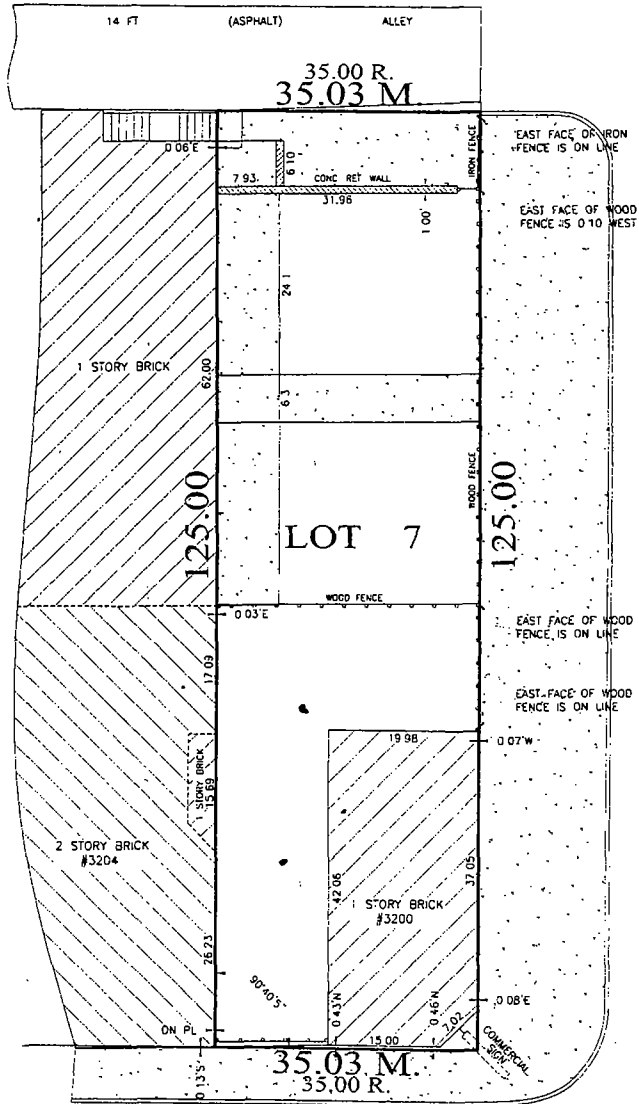 14 FT (ASPHALT) ALLEY
35.00 R.
35.03 M.
EAST FACE OF IRON
FENCE IS ON LINE
IRON FENCE
0.06'E
6.10
7.93
CONC RET WALL
31.96
1.00'
EAST FACE OF WOOD
FENCE IS 0.10 WEST
24.1
1 STORY BRICK
62.00
6.3
WOOD FENCE
125.00
LOT 7
125.00
WOOD FENCE
0.03'E
EAST FACE OF WOOD
FENCE IS ON LINE
17.09
EAST FACE OF WOOD
FENCE IS ON LINE
19.98
0.07'W
1 STORY BRICK
15.69
2 STORY BRICK
#3204
42.06
37.05
1 STORY BRICK
#3200
26.23
90°40'5"
0.08'E
ON PL
0.43'N
0.46'N
7.02
15.00
COMMERCIAL
SIGN
0.13'S
35.03 M.
35.00 R.